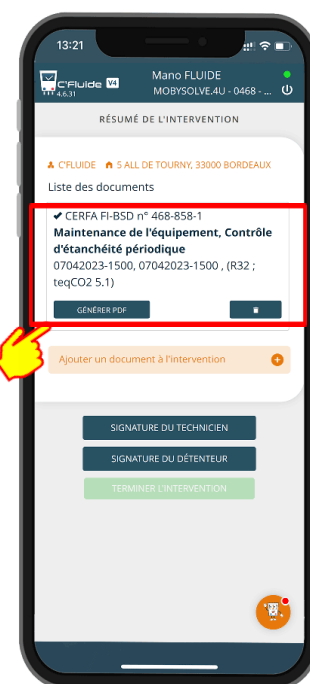 13:21
C'Fluide V4
4.6.31
Mano FLUIDE
MOBYSOLVE.4U - 0468 - ...
RÉSUMÉ DE L'INTERVENTION
C'FLUIDE 5 ALL DE TOURNY, 33000 BORDEAUX
Liste des documents
CERFA FI-BSD n° 468-858-1
Maintenance de l'équipement, Contrôle
d'étanchéité périodique
07042023-1500, 07042023-1500 , (R32 ;
teqCO2 5.1)
GÉNÉRER PDF
Ajouter un document à l'intervention
SIGNATURE DU TECHNICIEN
SIGNATURE DU DÉTENTEUR
TERMINER L'INTERVENTION